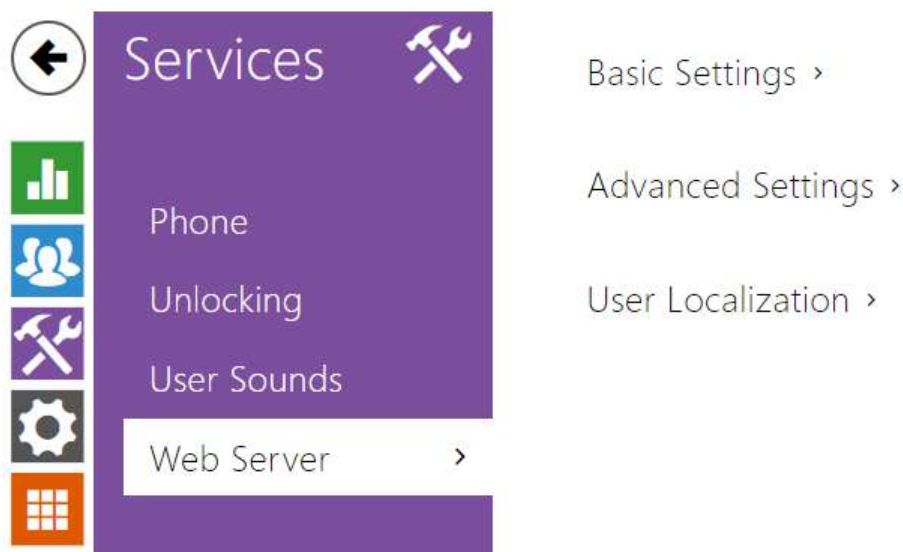 Services
Phone
Unlocking
User Sounds
Web Server
Basic Settings
Advanced Settings
User Localization